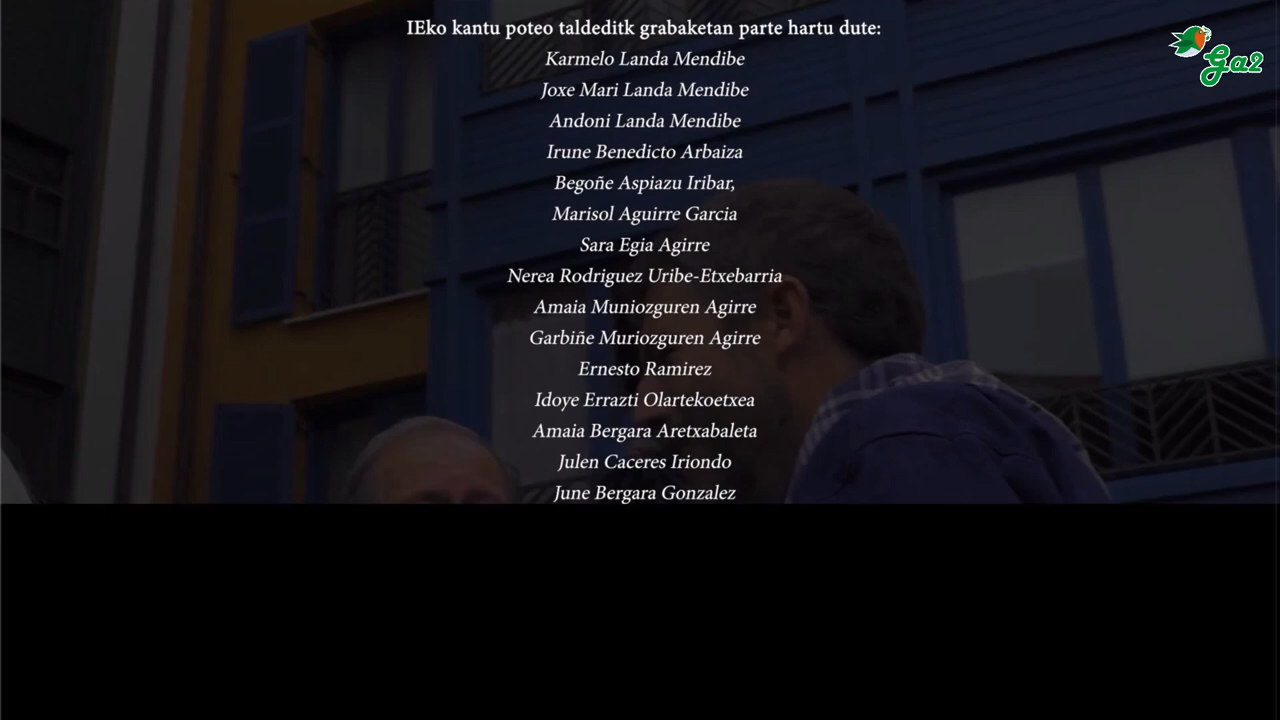 IEko kantu poteo taldeditk grabaketan parte hartu dute:
Karmelo Landa Mendibe
Joxe Mari Landa Mendibe
Andoni Landa Mendibe
Irune Benedicto Arbaiza
Begoñe Aspiazu Iribar,
Marisol Aguirre Garcia
Sara Egia Agirre
Nerea Rodriguez Uribe-Etxebarria
Amaia Muniozguren Agirre
Garbiñe Muriozguren Agirre
Ernesto Ramirez
Idoye Errazti Olartekoetxea
Amaia Bergara Aretxabaleta
Julen Caceres Iriondo
June Bergara Gonzalez
Ga2